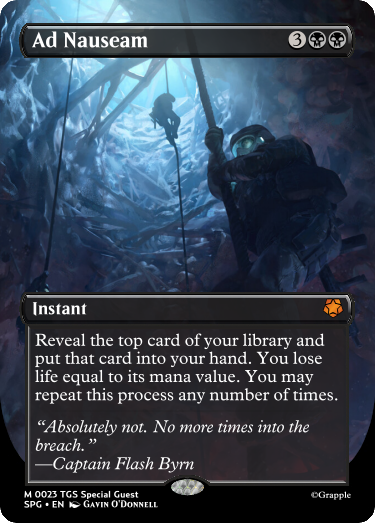 Ad Nauseam
3
Instant
Reveal the top card of your library and
put that card into your hand. You lose
life equal to its mana value. You may
repeat this process any number of times.
“Absolutely not. No more times into the
breach.”
—Captain Flash Byrn
M 0023 TGS Special Guest
SPG • EN Gavin O'Donnell
©Grapple